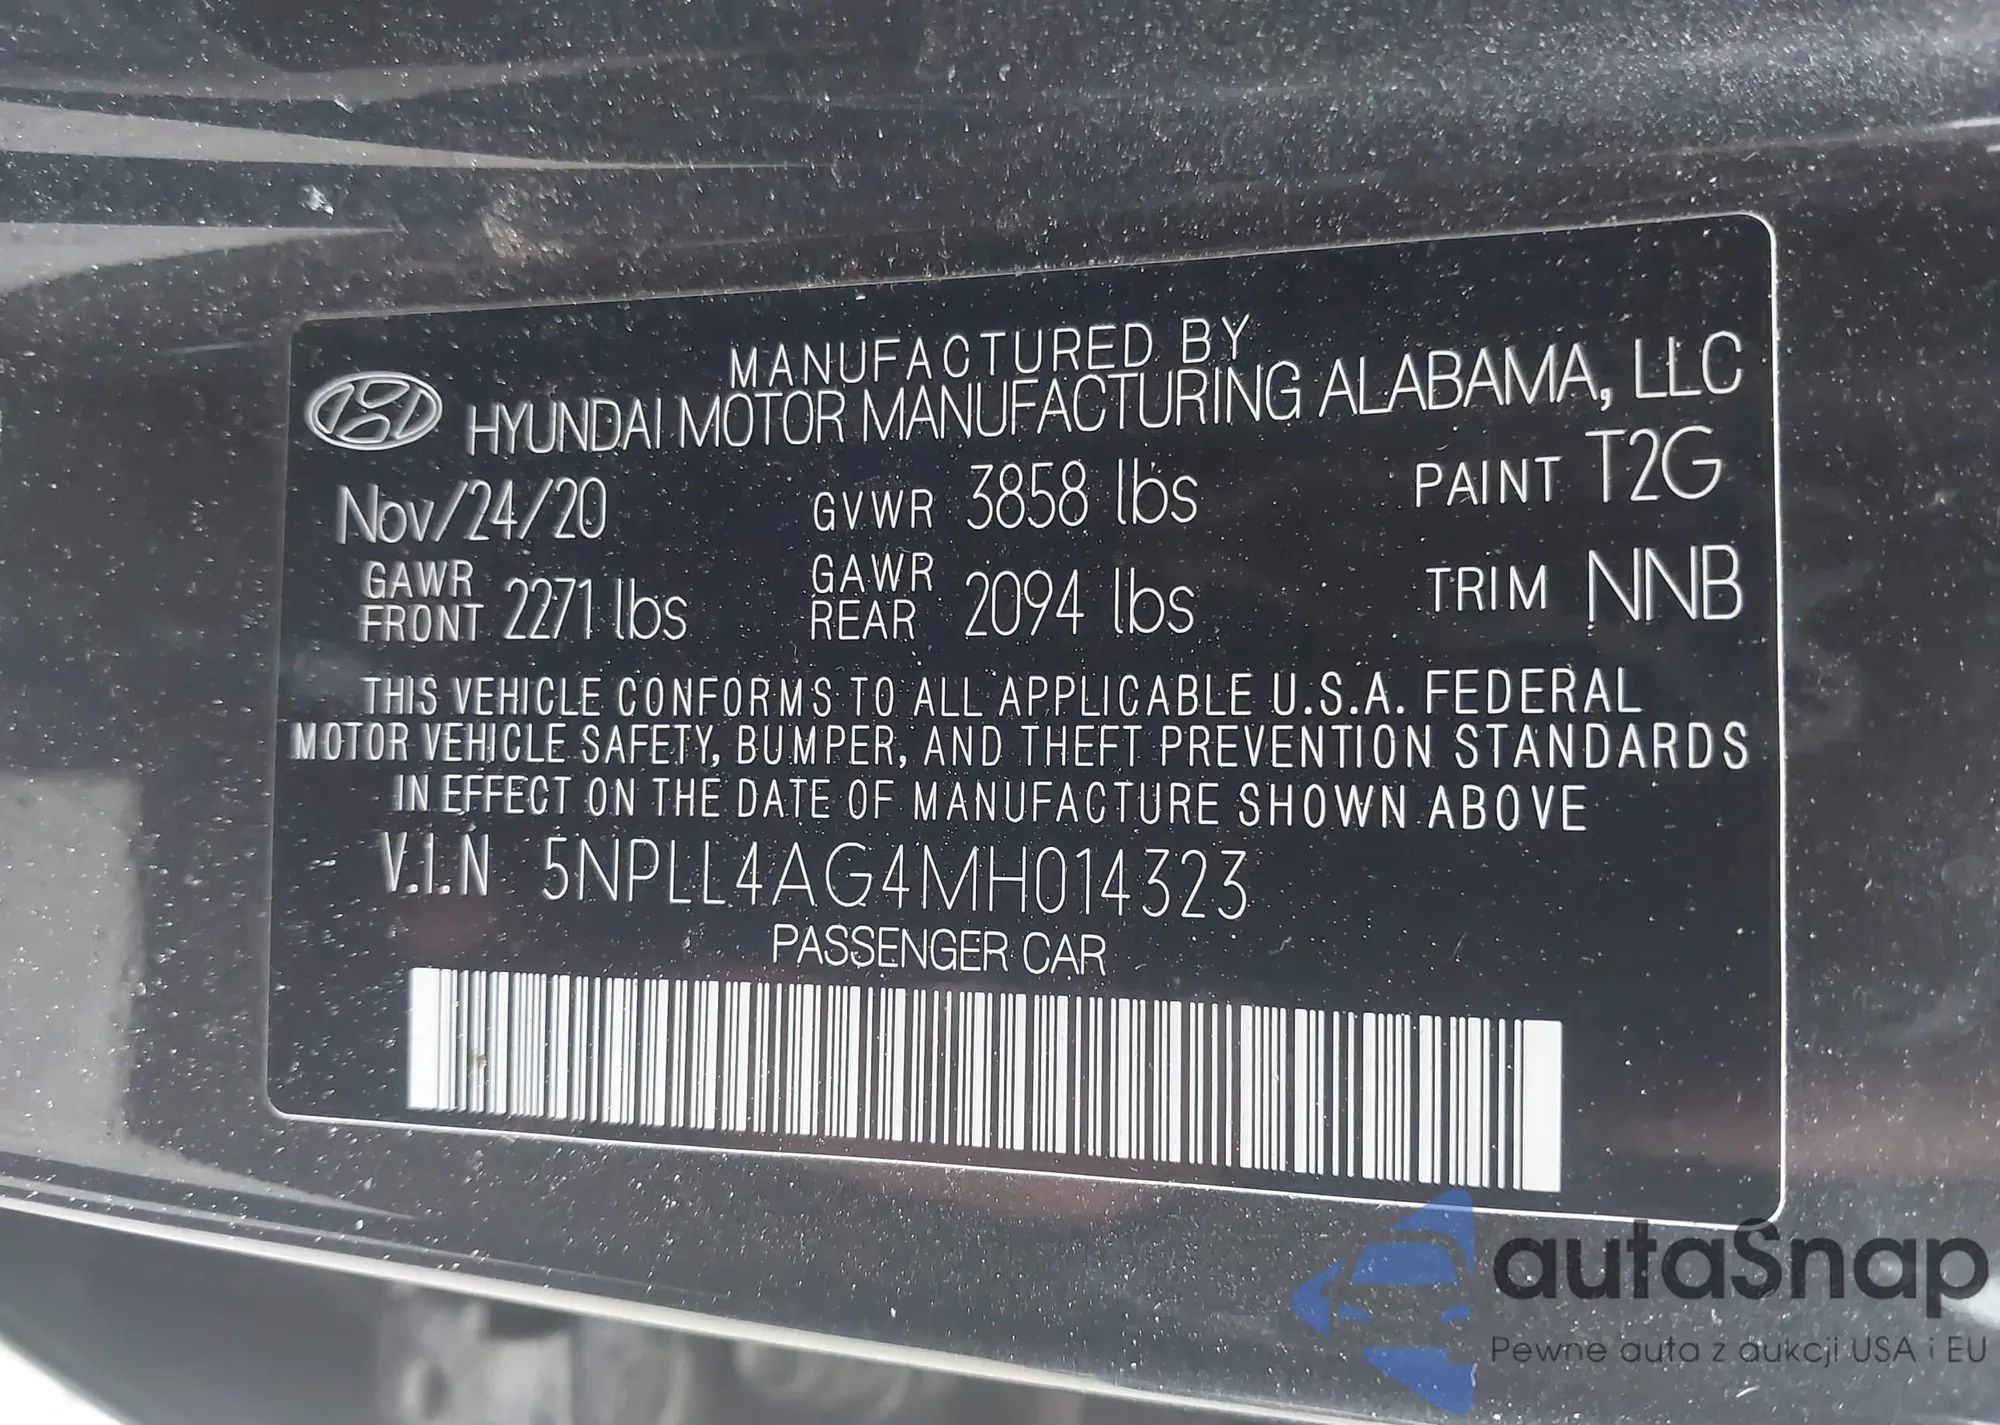 MANUFACTURED BY
HYUNDAI MOTOR MANUFACTURING ALABAMA, LLC
Nov/24/20 GVWR 3858 lbs PAINT T2G
GAWR FRONT 2271 lbs GAWR REAR 2094 lbs TRIM NNB
THIS VEHICLE CONFORMS TO ALL APPLICABLE U.S.A. FEDERAL
MOTOR VEHICLE SAFETY, BUMPER, AND THEFT PREVENTION STANDARDS
IN EFFECT ON THE DATE OF MANUFACTURE SHOWN ABOVE
V.I.N 5NPLL4AG4MH014323
PASSENGER CAR
autaSnap
Pewne auta z aukcji USA i EU